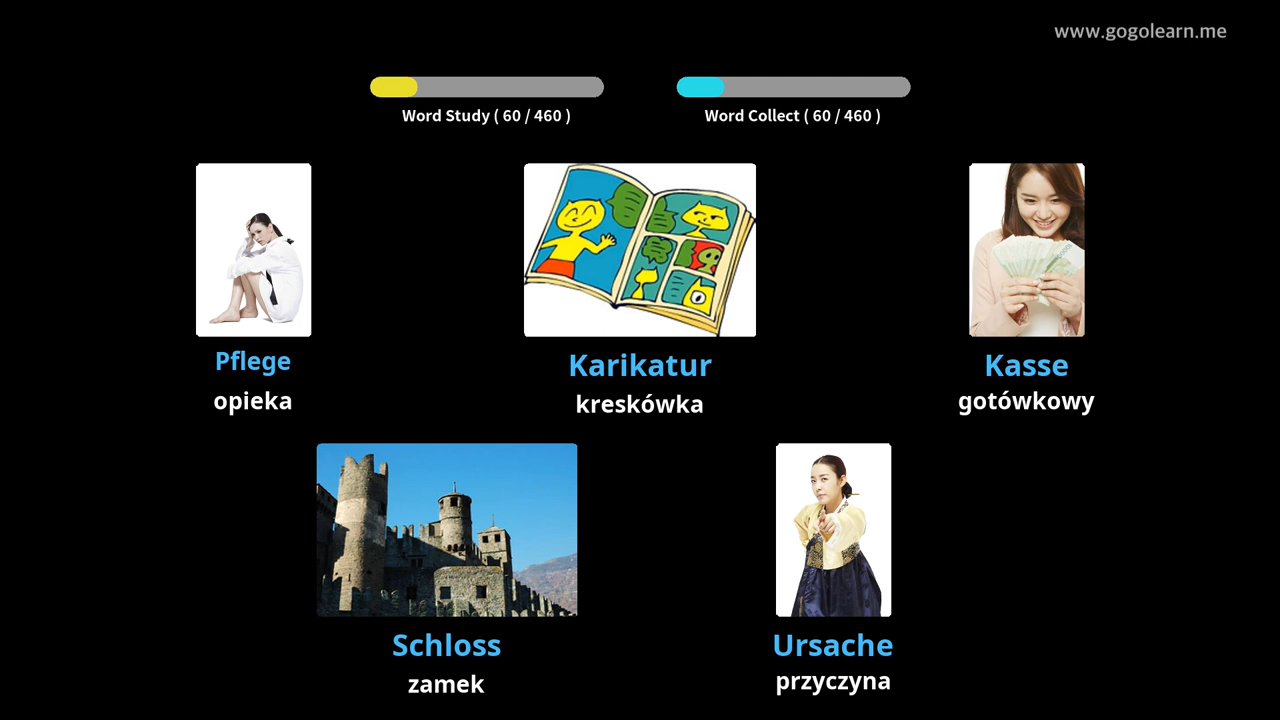 www.gogolearn.me
Word Study ( 60 / 460 )
Word Collect ( 60 / 460 )
Pflege
opieka
Karikatur
kreskówka
Kasse
gotówkowy
Schloss
zamek
Ursache
przyczyna